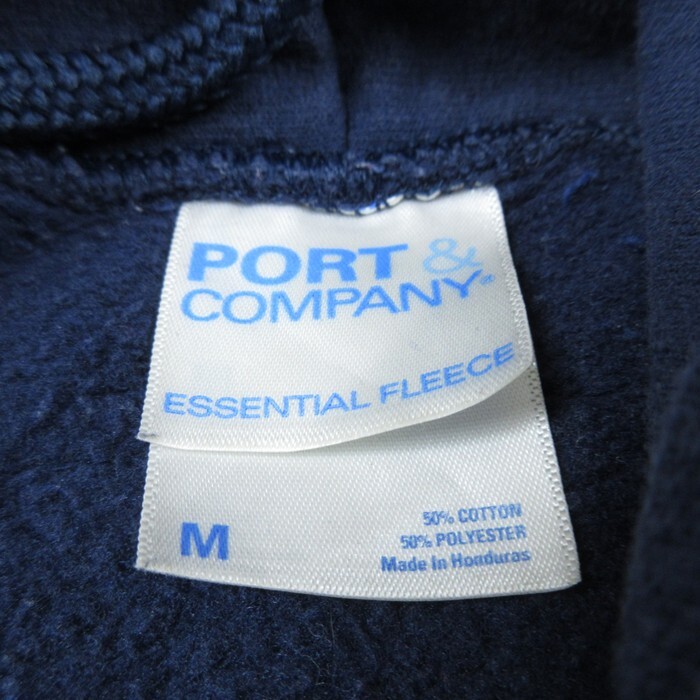 PORT &
COMPANY®
ESSENTIAL FLEECE
M
50% COTTON
50% POLYESTER
Made in Honduras